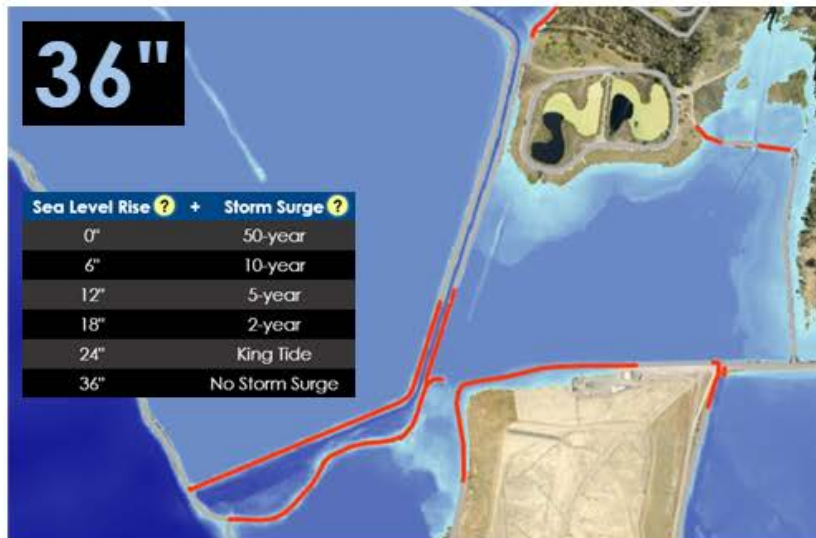 36"
Sea Level Rise ? + Storm Surge ?
0" 50-year
6" 10-year
12" 5-year
18" 2-year
24" King Tide
36" No Storm Surge